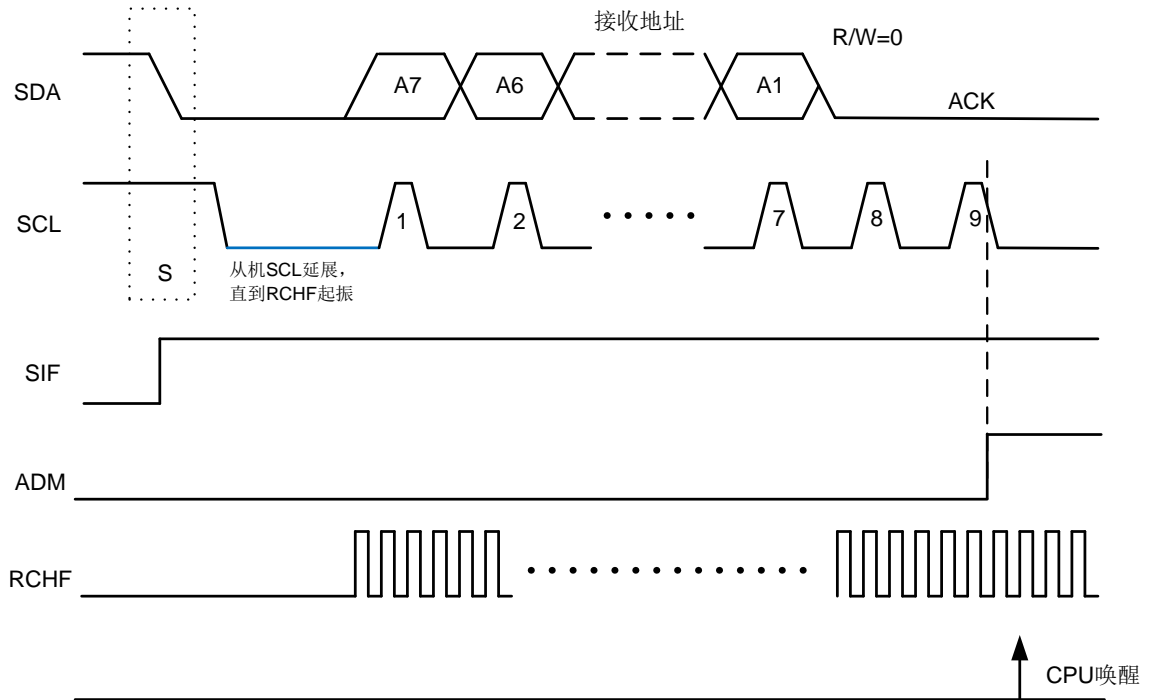 接收地址
R/W=0
SDA
A7
A6
A1
ACK
SCL
1
2
7
8
9
S
从机SCL延展,
直到RCHF起振
SIF
ADM
RCHF
CPU唤醒